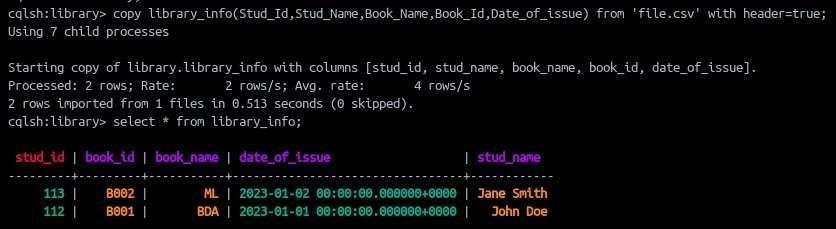 cqlsh:library> copy library_info(Stud_Id,Stud_Name,Book_Name,Book_Id,Date_of_issue) from 'file.csv' with header=true;
Using 7 child processes

Starting copy of library.library_info with columns [stud_id, stud_name, book_name, book_id, date_of_issue].
Processed: 2 rows; Rate:       2 rows/s; Avg. rate:       4 rows/s
2 rows imported from 1 files in 0.513 seconds (0 skipped).
cqlsh:library> select * from library_info;

 stud_id | book_id | book_name | date_of_issue                   | stud_name
---------+---------+-----------+---------------------------------+------------
     113 |    B002 |        ML | 2023-01-02 00:00:00.000000+0000 | Jane Smith
     112 |    B001 |       BDA | 2023-01-01 00:00:00.000000+0000 |   John Doe